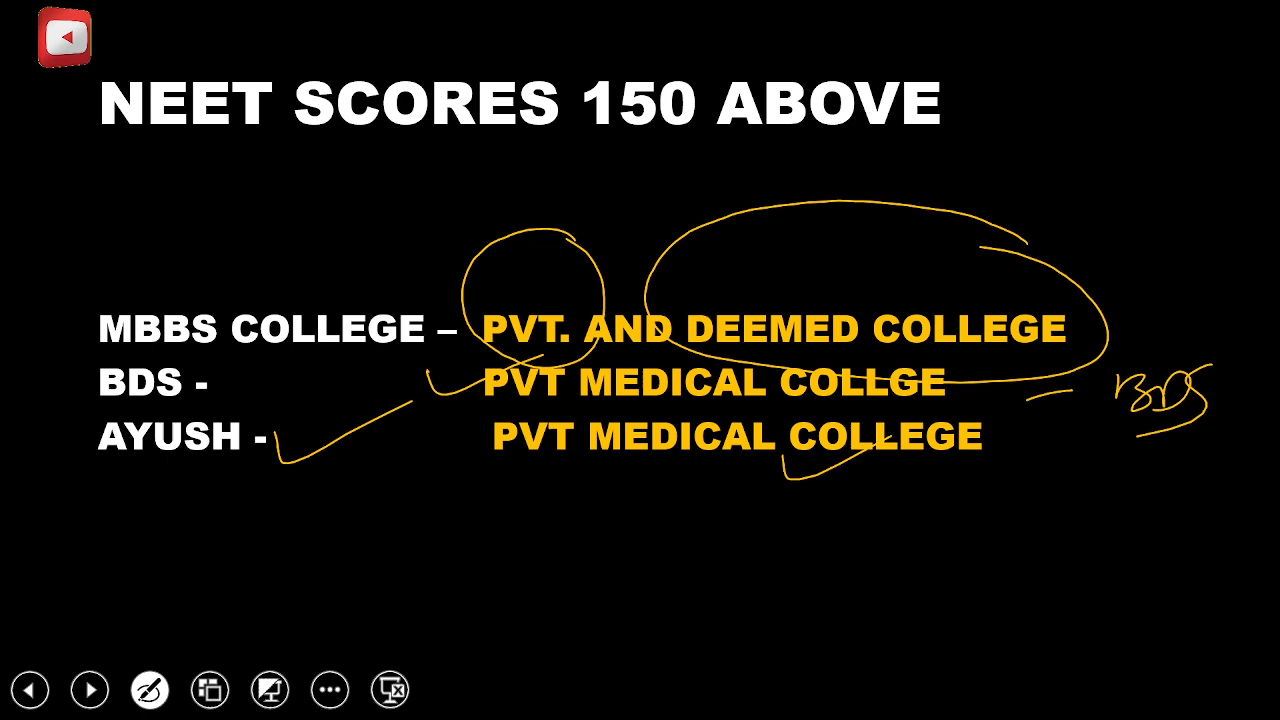 NEET SCORES 150 ABOVE
MBBS COLLEGE – PVT. AND DEEMED COLLEGE
BDS - PVT MEDICAL COLLGE BDS
AYUSH - PVT MEDICAL COLLEGE